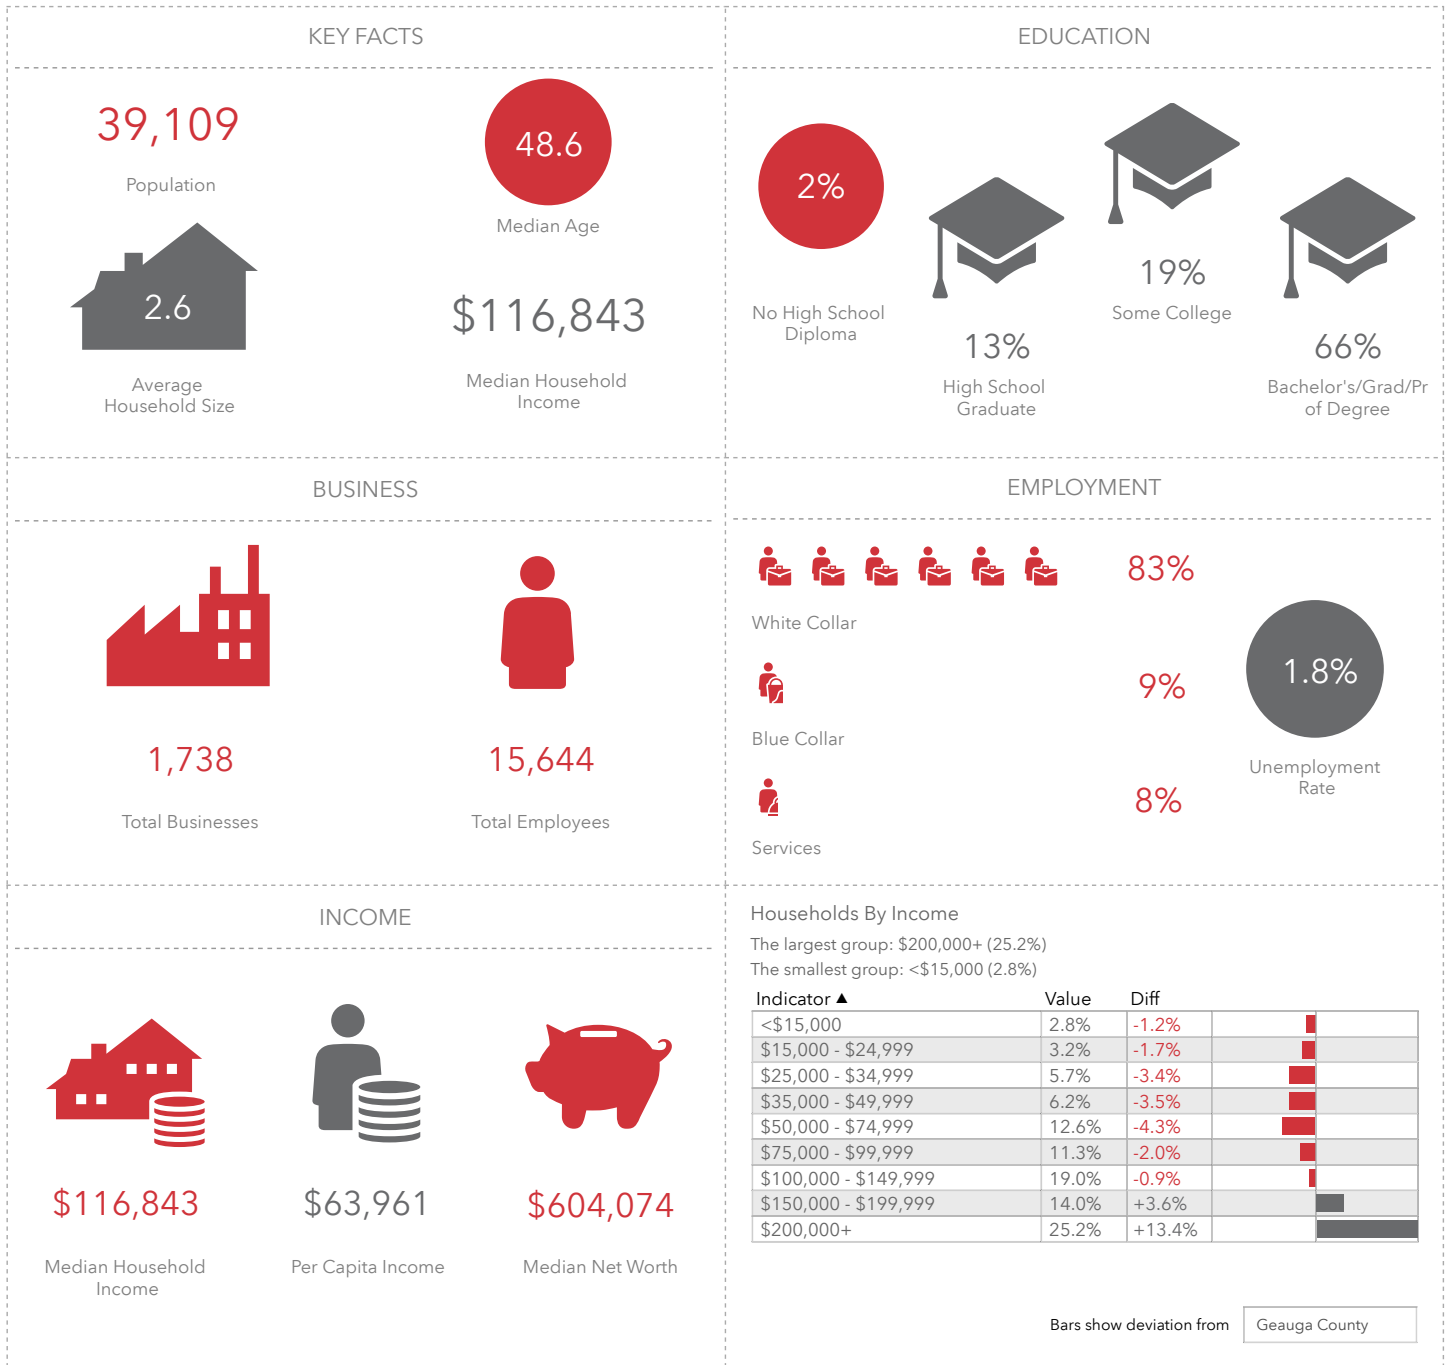 KEY FACTS
39,109
Population
48.6
Median Age
2.6
Average
Household Size
$116,843
Median Household
Income
EDUCATION
2%
No High School
Diploma
13%
High School
Graduate
19%
Some College
66%
Bachelor's/Grad/Pr
of Degree
BUSINESS
1,738
Total Businesses
15,644
Total Employees
EMPLOYMENT
83%
White Collar
9%
Blue Collar
8%
Services
1.8%
Unemployment
Rate
INCOME
$116,843
Median Household
Income
$63,961
Per Capita Income
$604,074
Median Net Worth
Households By Income
The largest group: $200,000+ (25.2%)
The smallest group: <$15,000 (2.8%)
Indicator ▲ Value Diff
<$15,000 2.8% -1.2%
$15,000 - $24,999 3.2% -1.7%
$25,000 - $34,999 5.7% -3.4%
$35,000 - $49,999 6.2% -3.5%
$50,000 - $74,999 12.6% -4.3%
$75,000 - $99,999 11.3% -2.0%
$100,000 - $149,999 19.0% -0.9%
$150,000 - $199,999 14.0% +3.6%
$200,000+ 25.2% +13.4%
Bars show deviation from Geauga County